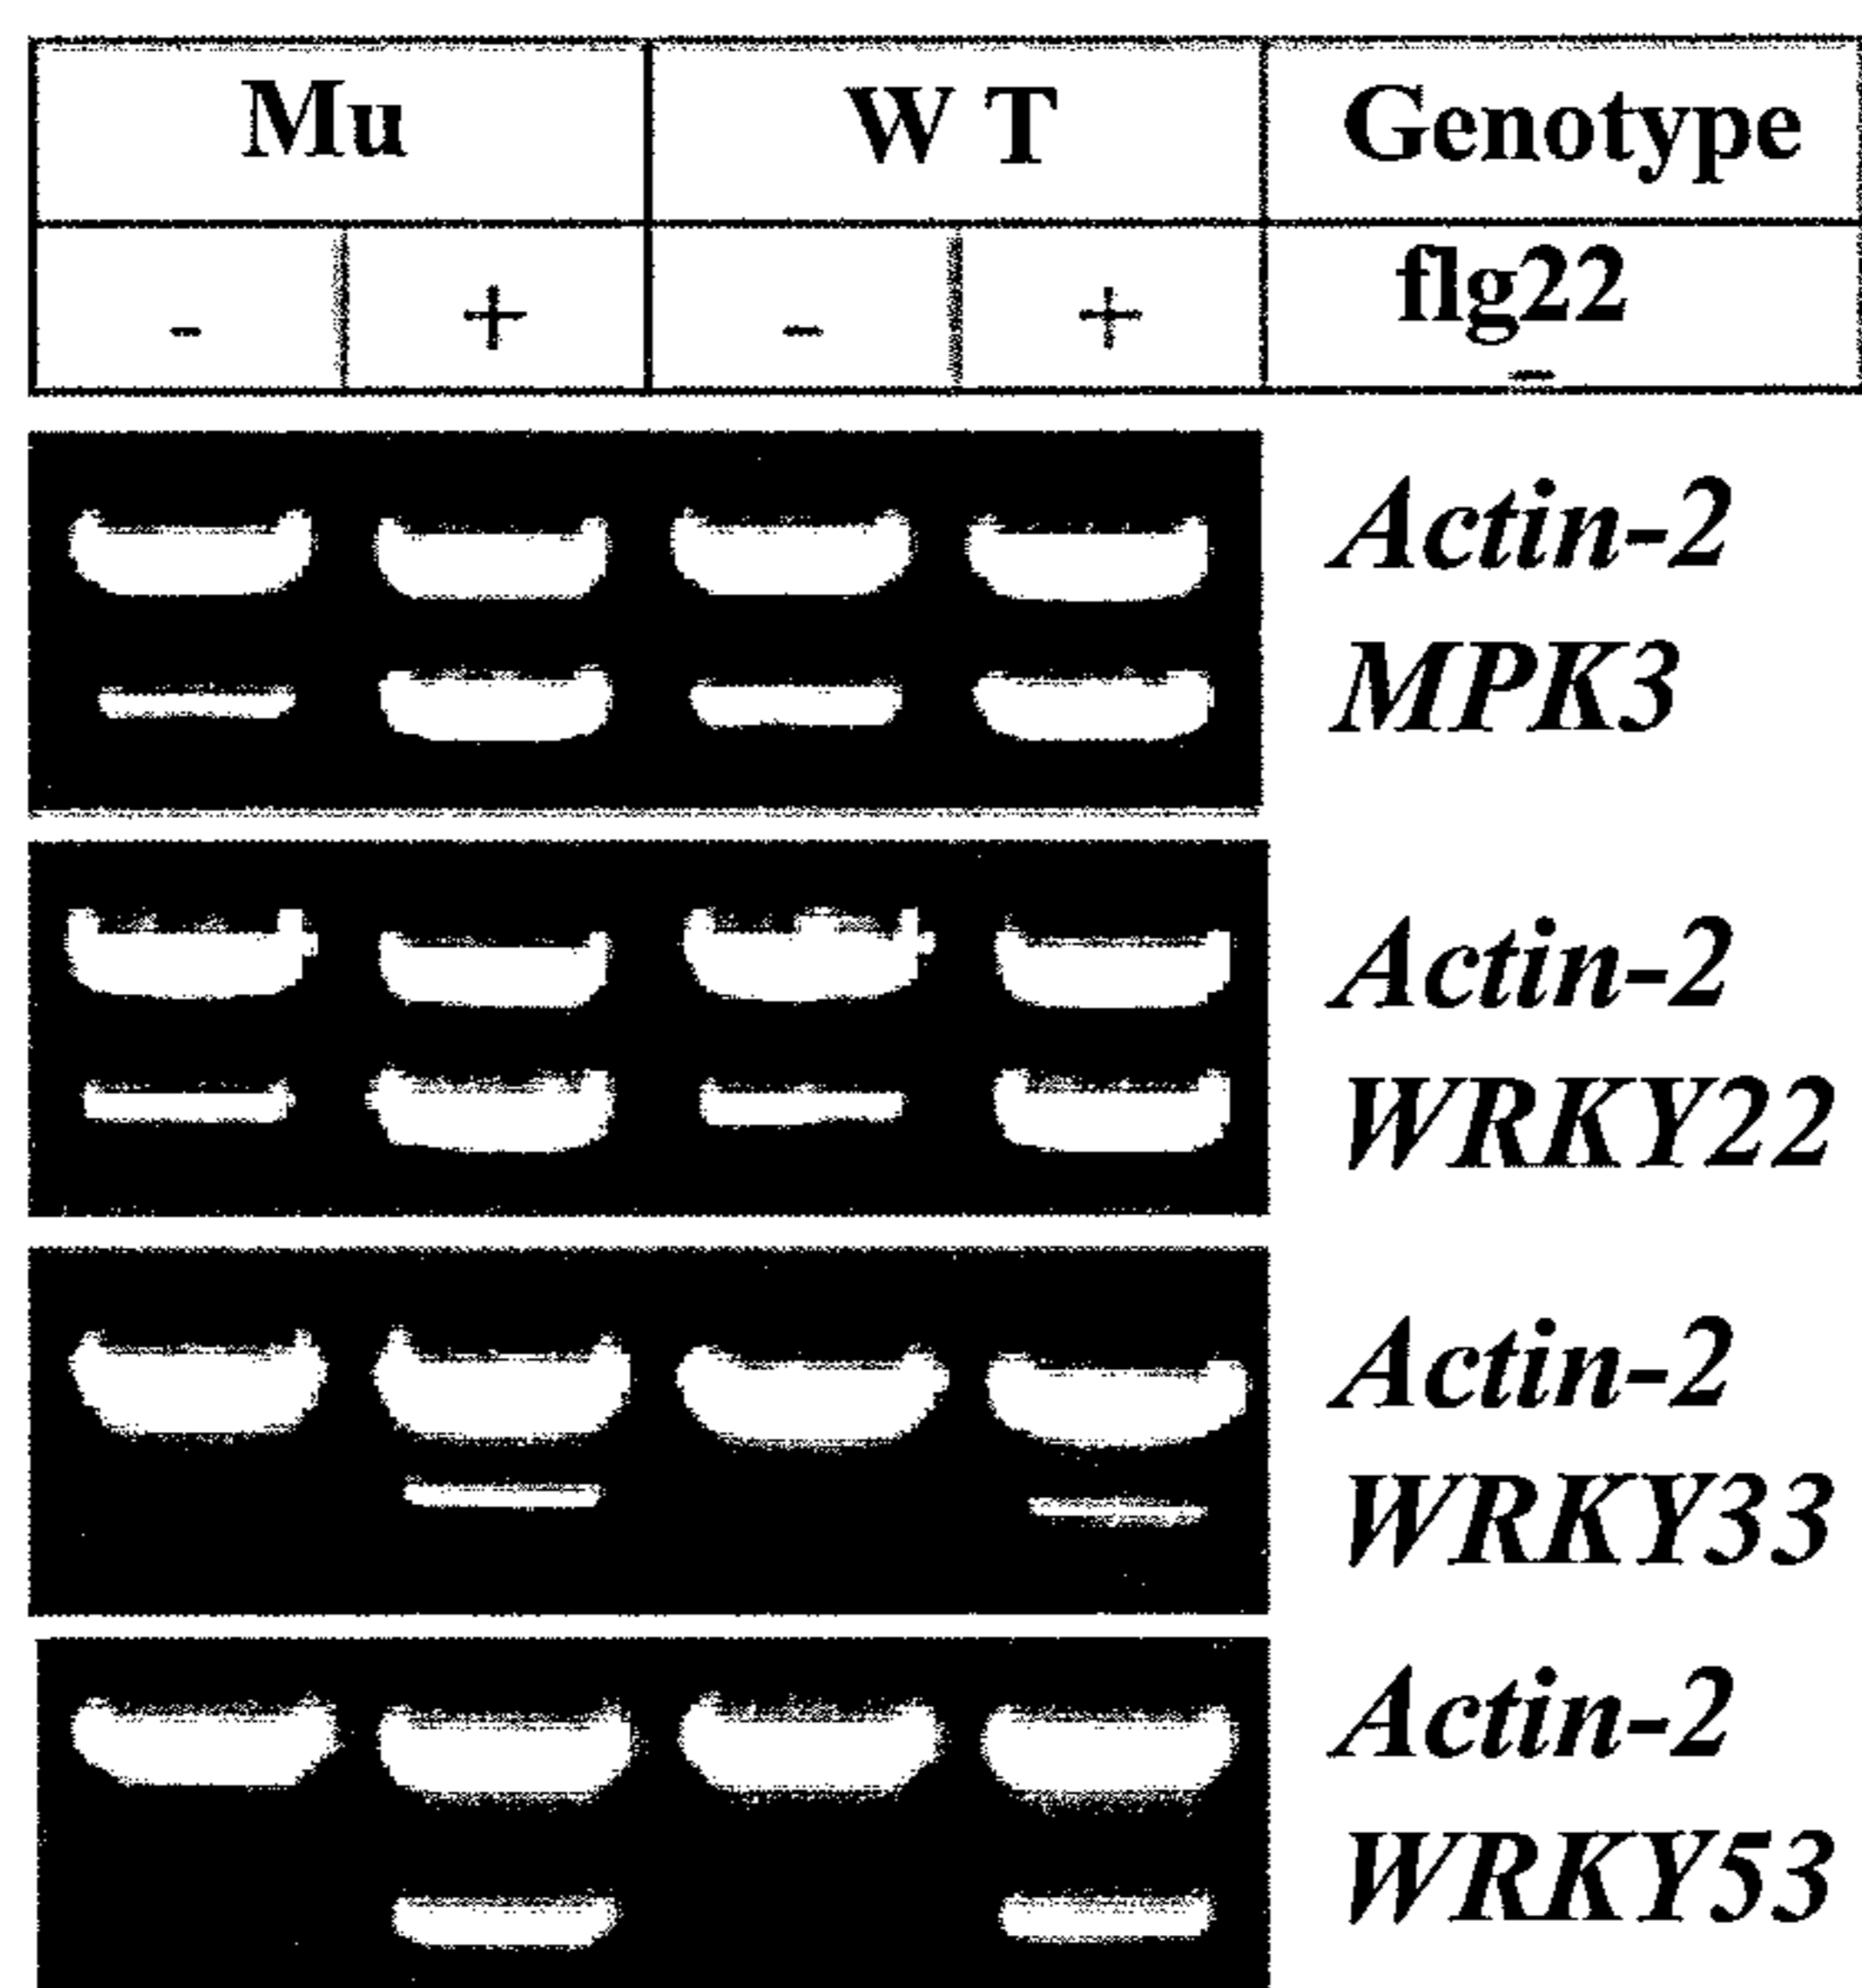 Mu W T Genotype
- + - + flg22
-
Actin-2
MPK3
Actin-2
WRKY22
Actin-2
WRKY33
Actin-2
WRKY53